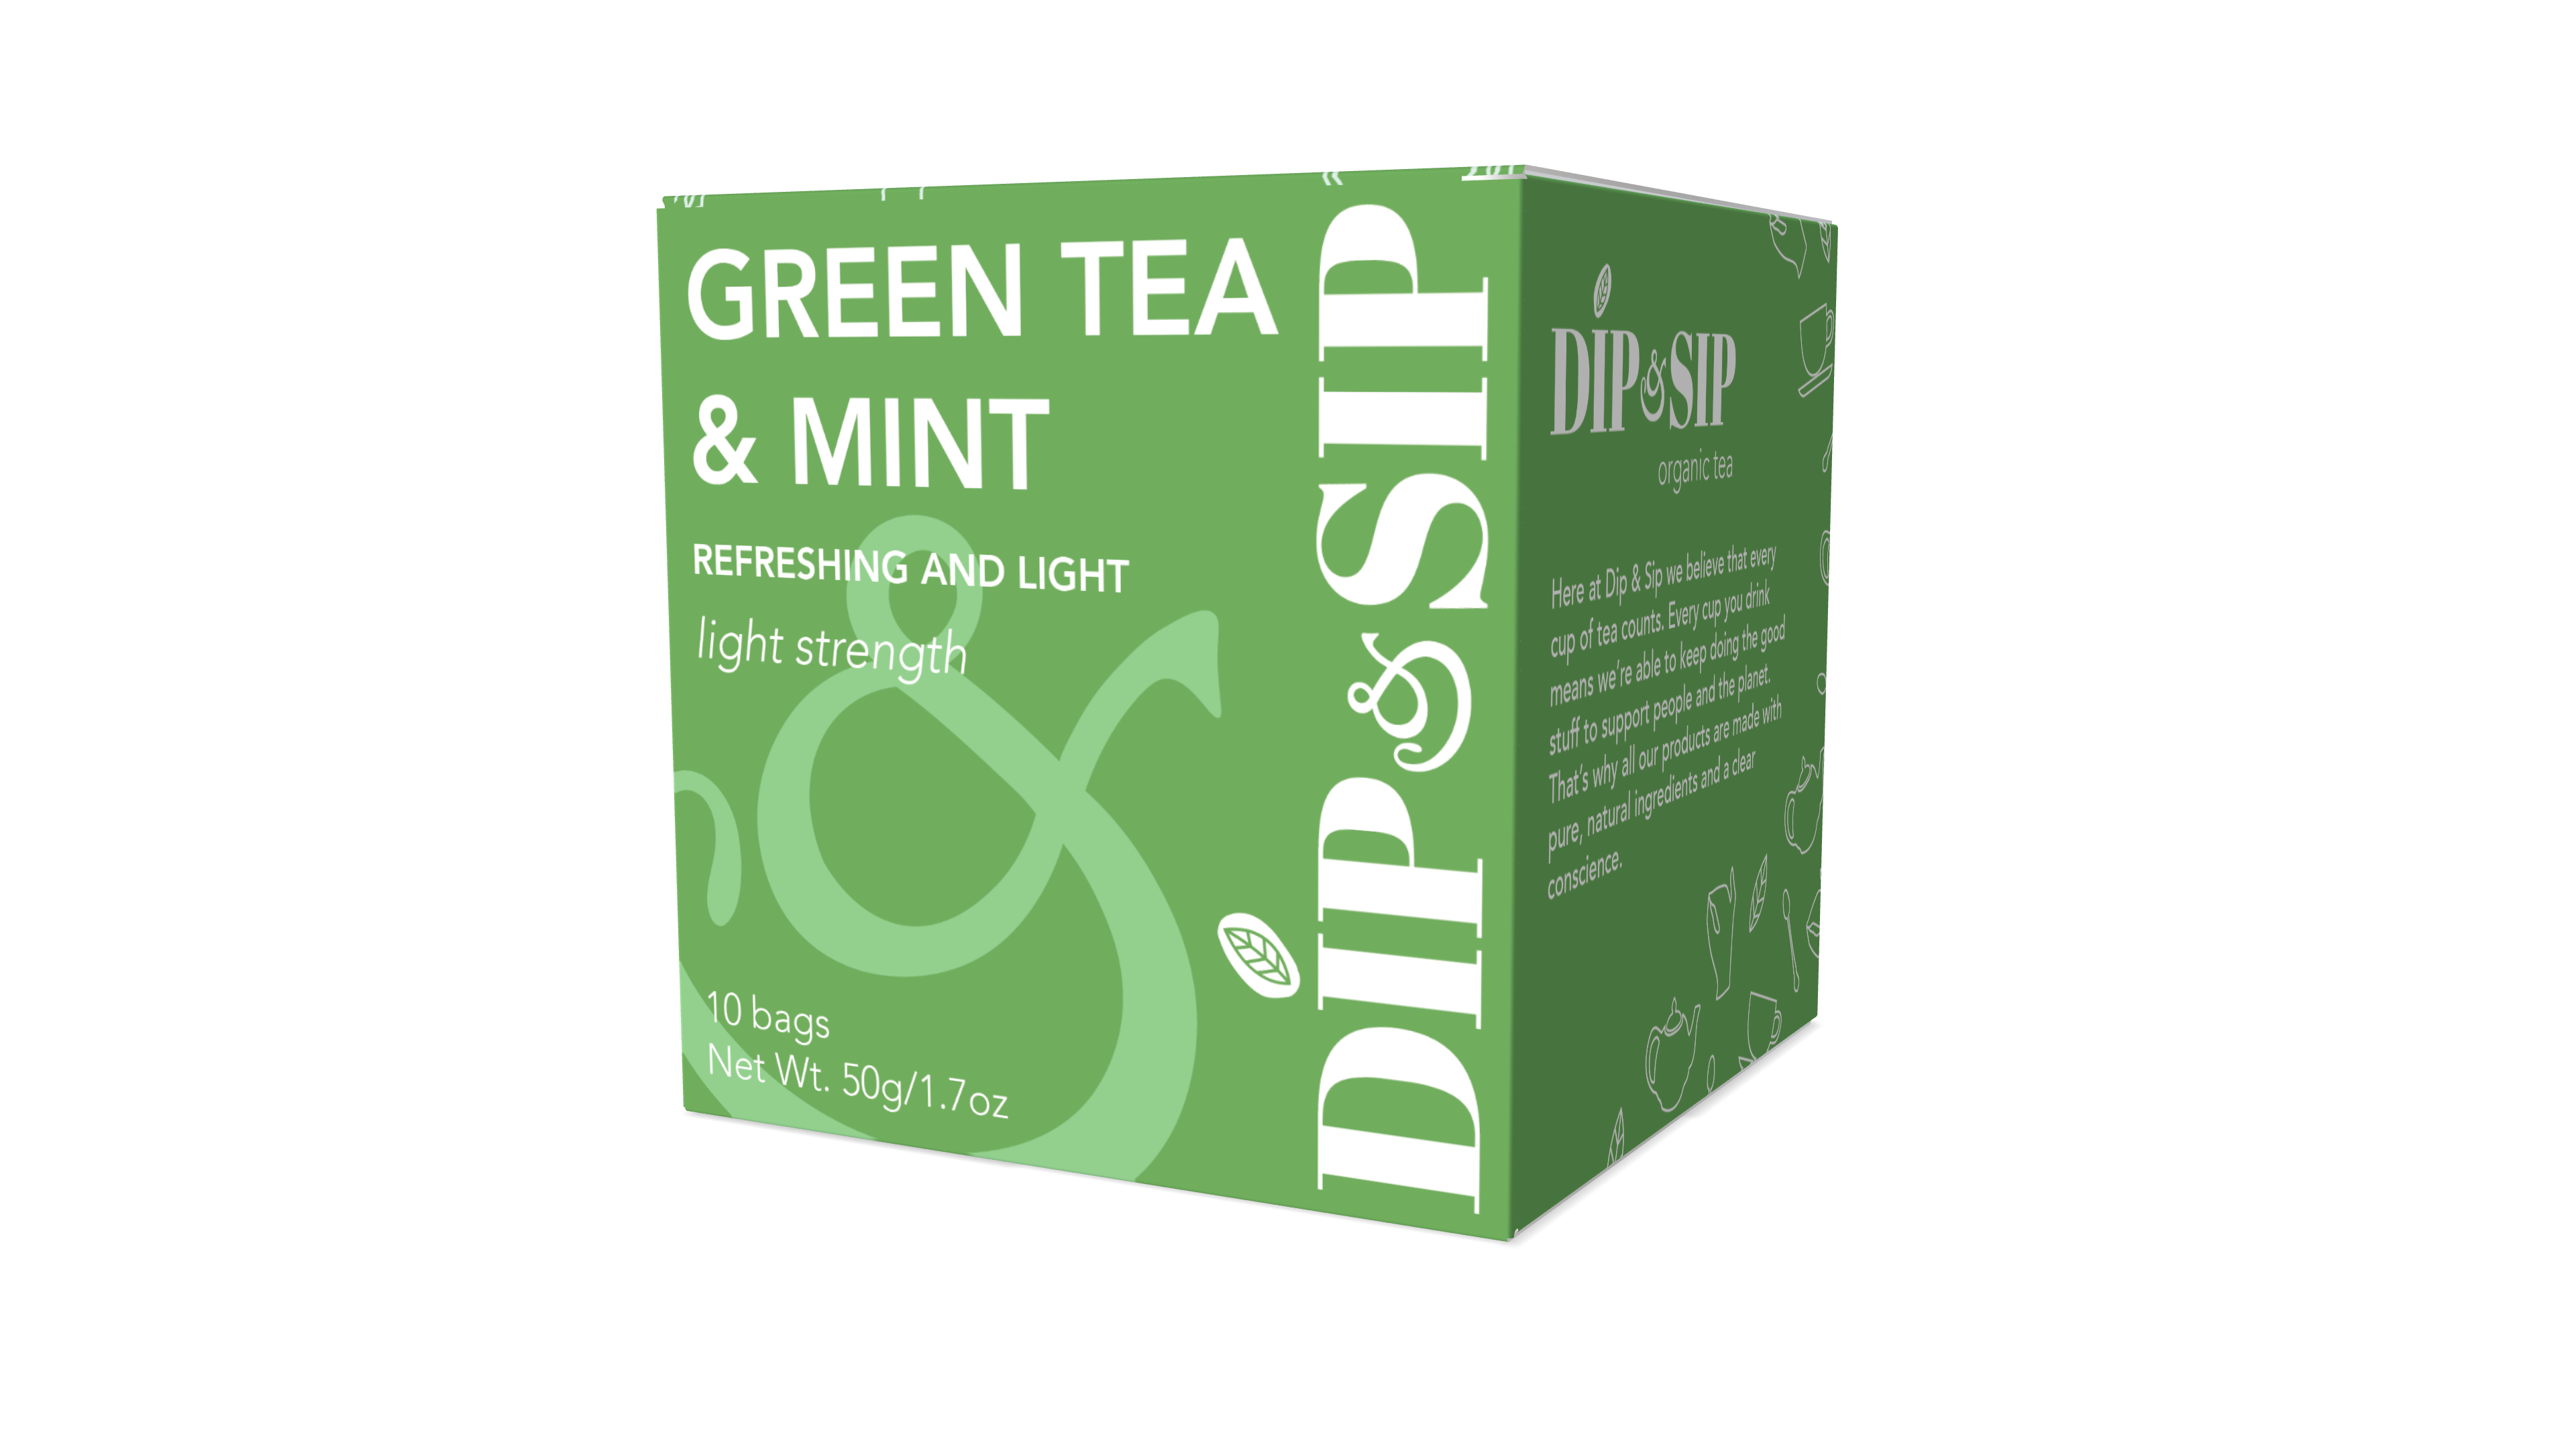 GREEN TEA
& MINT
REFRESHING AND LIGHT
light strength
10 bags
Net Wt. 50g/1.7oz
DIP & SIP
DIP & SIP
organic tea
Here at Dip & Sip we believe that every
cup of tea counts. Every cup you drink
means we're able to keep doing the good
stuff to support people and the planet.
That's why all our products are made with
pure, natural ingredients and a clear
conscience.